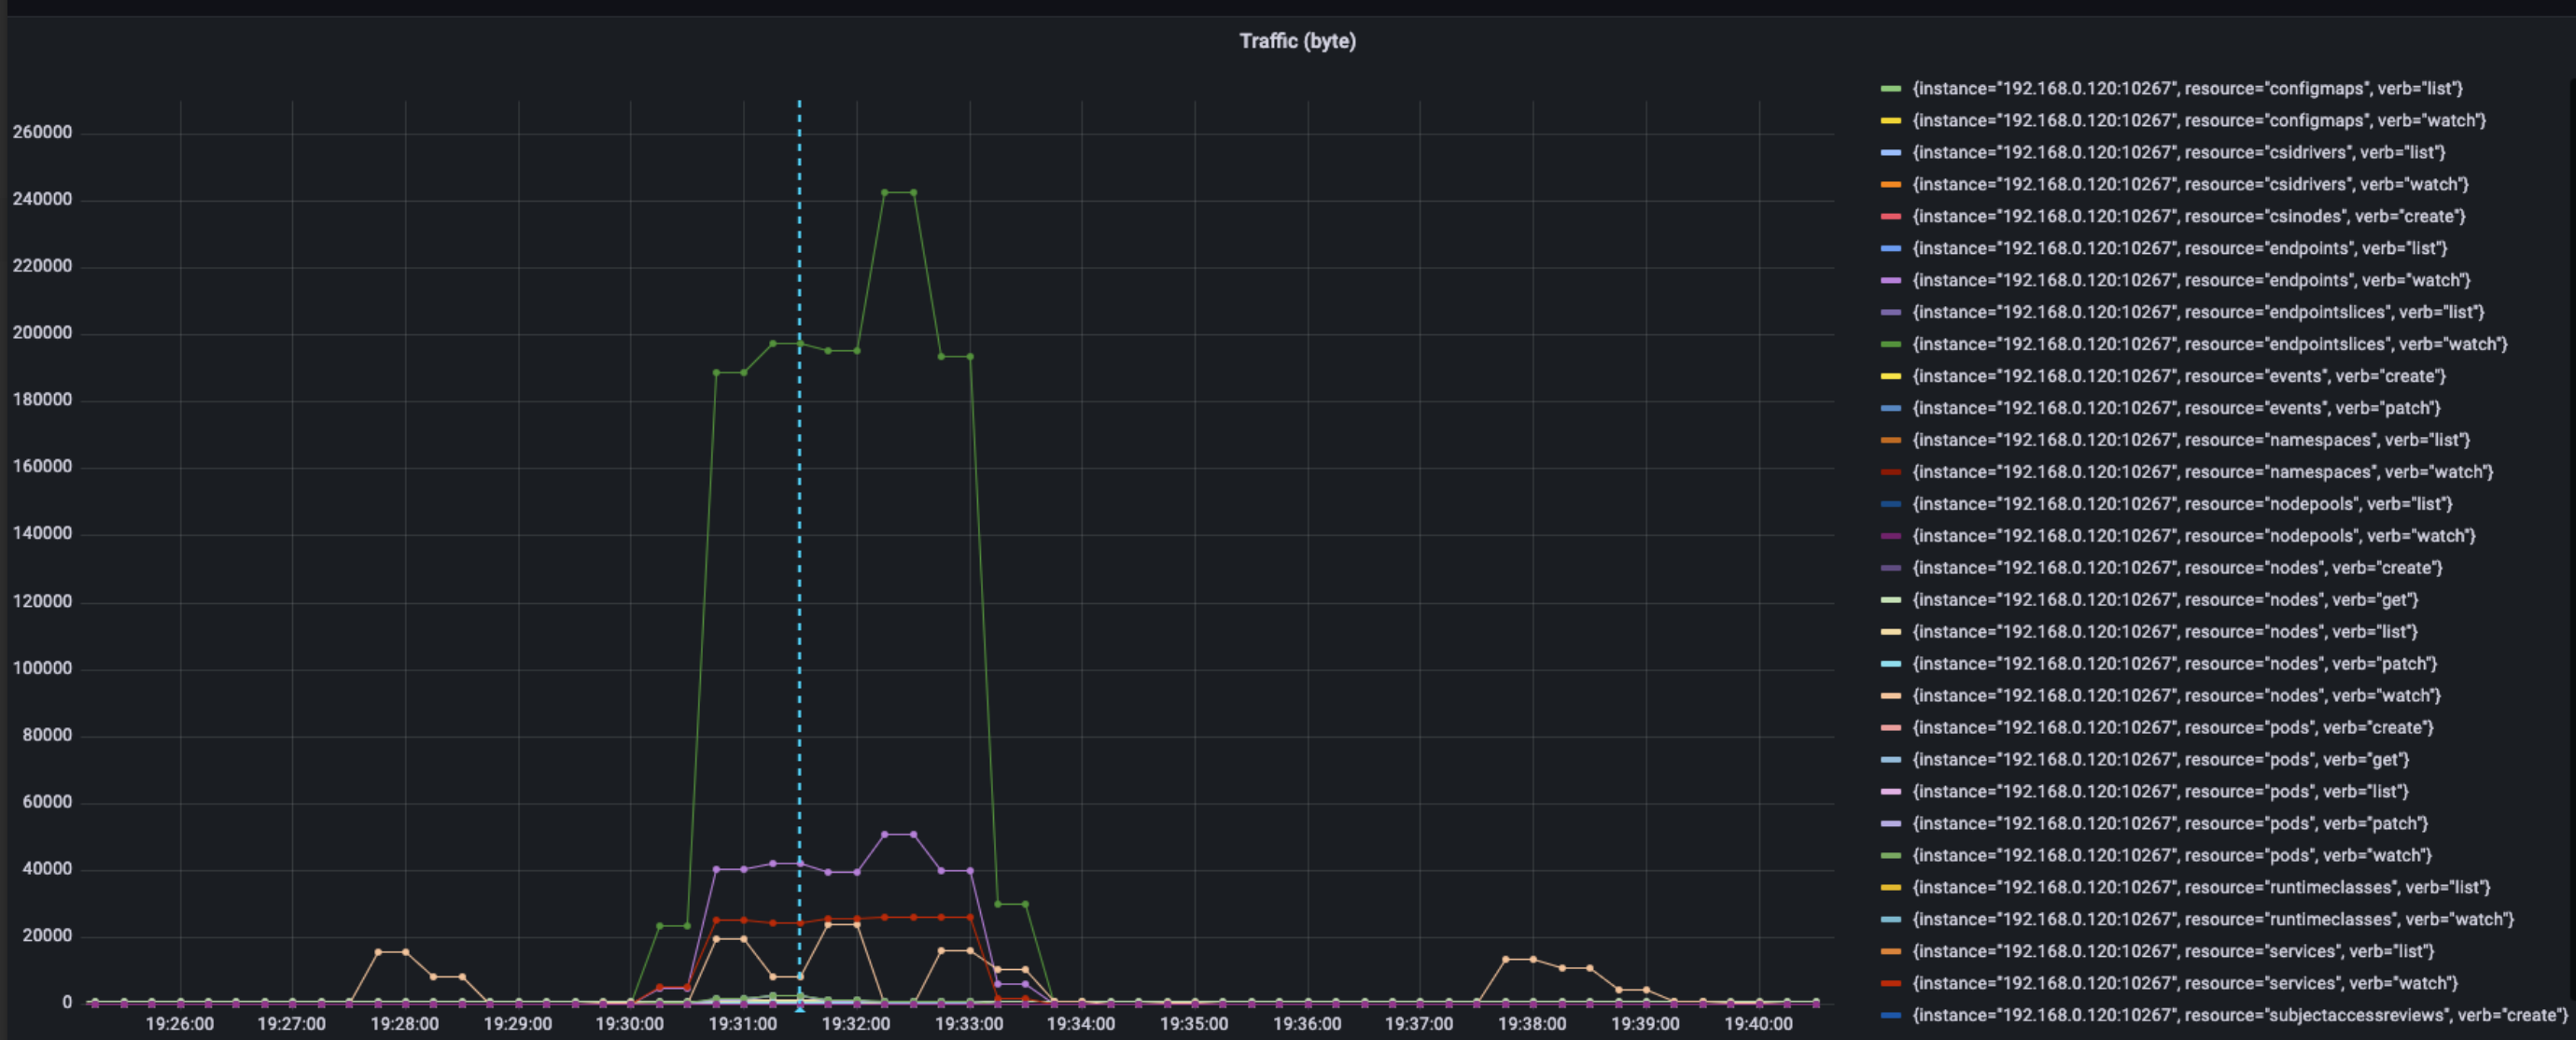 Traffic (byte)
260000
240000
220000
200000
180000
160000
140000
120000
100000
80000
60000
40000
20000
0
19:26:00 19:27:00 19:28:00 19:29:00 19:30:00 19:31:00 19:32:00 19:33:00 19:34:00 19:35:00 19:36:00 19:37:00 19:38:00 19:39:00 19:40:00
{instance="192.168.0.120:10267", resource="configmaps", verb="list"}
{instance="192.168.0.120:10267", resource="configmaps", verb="watch"}
{instance="192.168.0.120:10267", resource="csidrivers", verb="list"}
{instance="192.168.0.120:10267", resource="csidrivers", verb="watch"}
{instance="192.168.0.120:10267", resource="csinodes", verb="create"}
{instance="192.168.0.120:10267", resource="endpoints", verb="list"}
{instance="192.168.0.120:10267", resource="endpoints", verb="watch"}
{instance="192.168.0.120:10267", resource="endpointslices", verb="list"}
{instance="192.168.0.120:10267", resource="endpointslices", verb="watch"}
{instance="192.168.0.120:10267", resource="events", verb="create"}
{instance="192.168.0.120:10267", resource="events", verb="patch"}
{instance="192.168.0.120:10267", resource="namespaces", verb="list"}
{instance="192.168.0.120:10267", resource="namespaces", verb="watch"}
{instance="192.168.0.120:10267", resource="nodepools", verb="list"}
{instance="192.168.0.120:10267", resource="nodepools", verb="watch"}
{instance="192.168.0.120:10267", resource="nodes", verb="create"}
{instance="192.168.0.120:10267", resource="nodes", verb="get"}
{instance="192.168.0.120:10267", resource="nodes", verb="list"}
{instance="192.168.0.120:10267", resource="nodes", verb="patch"}
{instance="192.168.0.120:10267", resource="nodes", verb="watch"}
{instance="192.168.0.120:10267", resource="pods", verb="create"}
{instance="192.168.0.120:10267", resource="pods", verb="get"}
{instance="192.168.0.120:10267", resource="pods", verb="list"}
{instance="192.168.0.120:10267", resource="pods", verb="patch"}
{instance="192.168.0.120:10267", resource="pods", verb="watch"}
{instance="192.168.0.120:10267", resource="runtimeclasses", verb="list"}
{instance="192.168.0.120:10267", resource="runtimeclasses", verb="watch"}
{instance="192.168.0.120:10267", resource="services", verb="list"}
{instance="192.168.0.120:10267", resource="services", verb="watch"}
{instance="192.168.0.120:10267", resource="subjectaccessreviews", verb="create"}